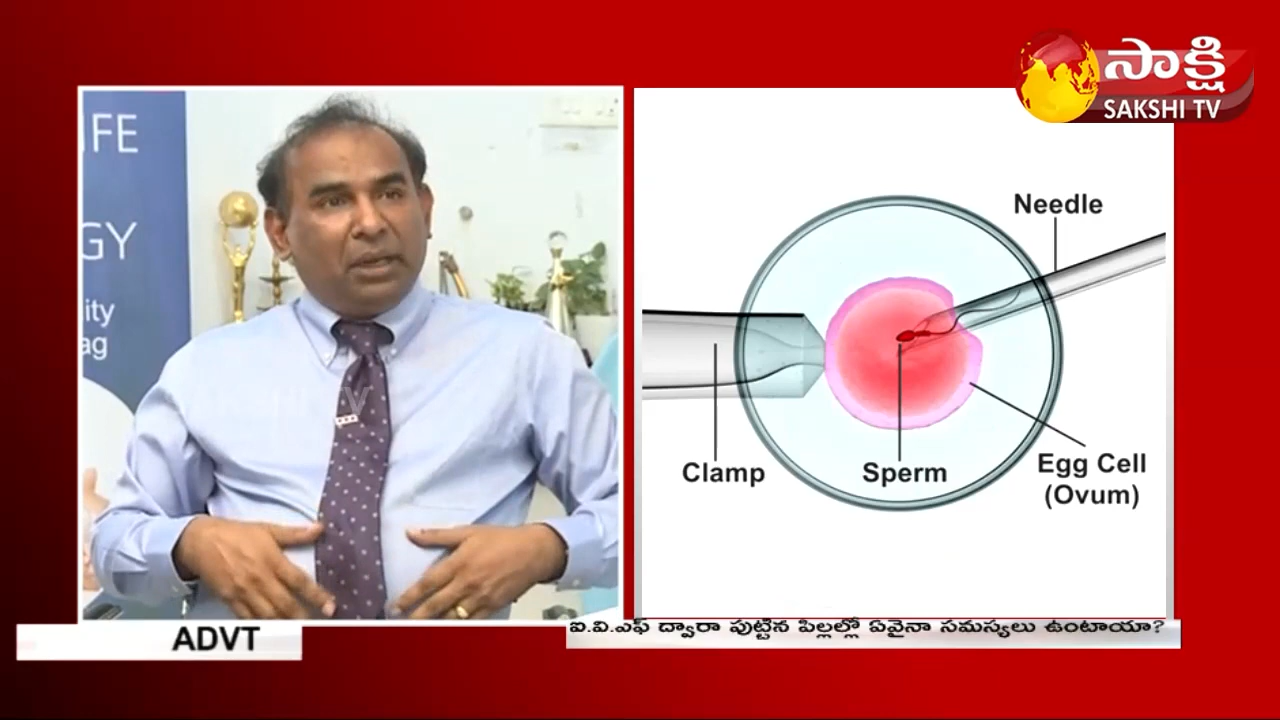 సాక్షి
SAKSHI TV
IFE
GY
ity
ag
Needle
Clamp
Sperm
Egg Cell
(Ovum)
ADVT
ఐ.వి.ఎఫ్ ద్వారా పుట్టిన పిల్లల్లో ఏవైనా సమస్యలు ఉంటాయా?